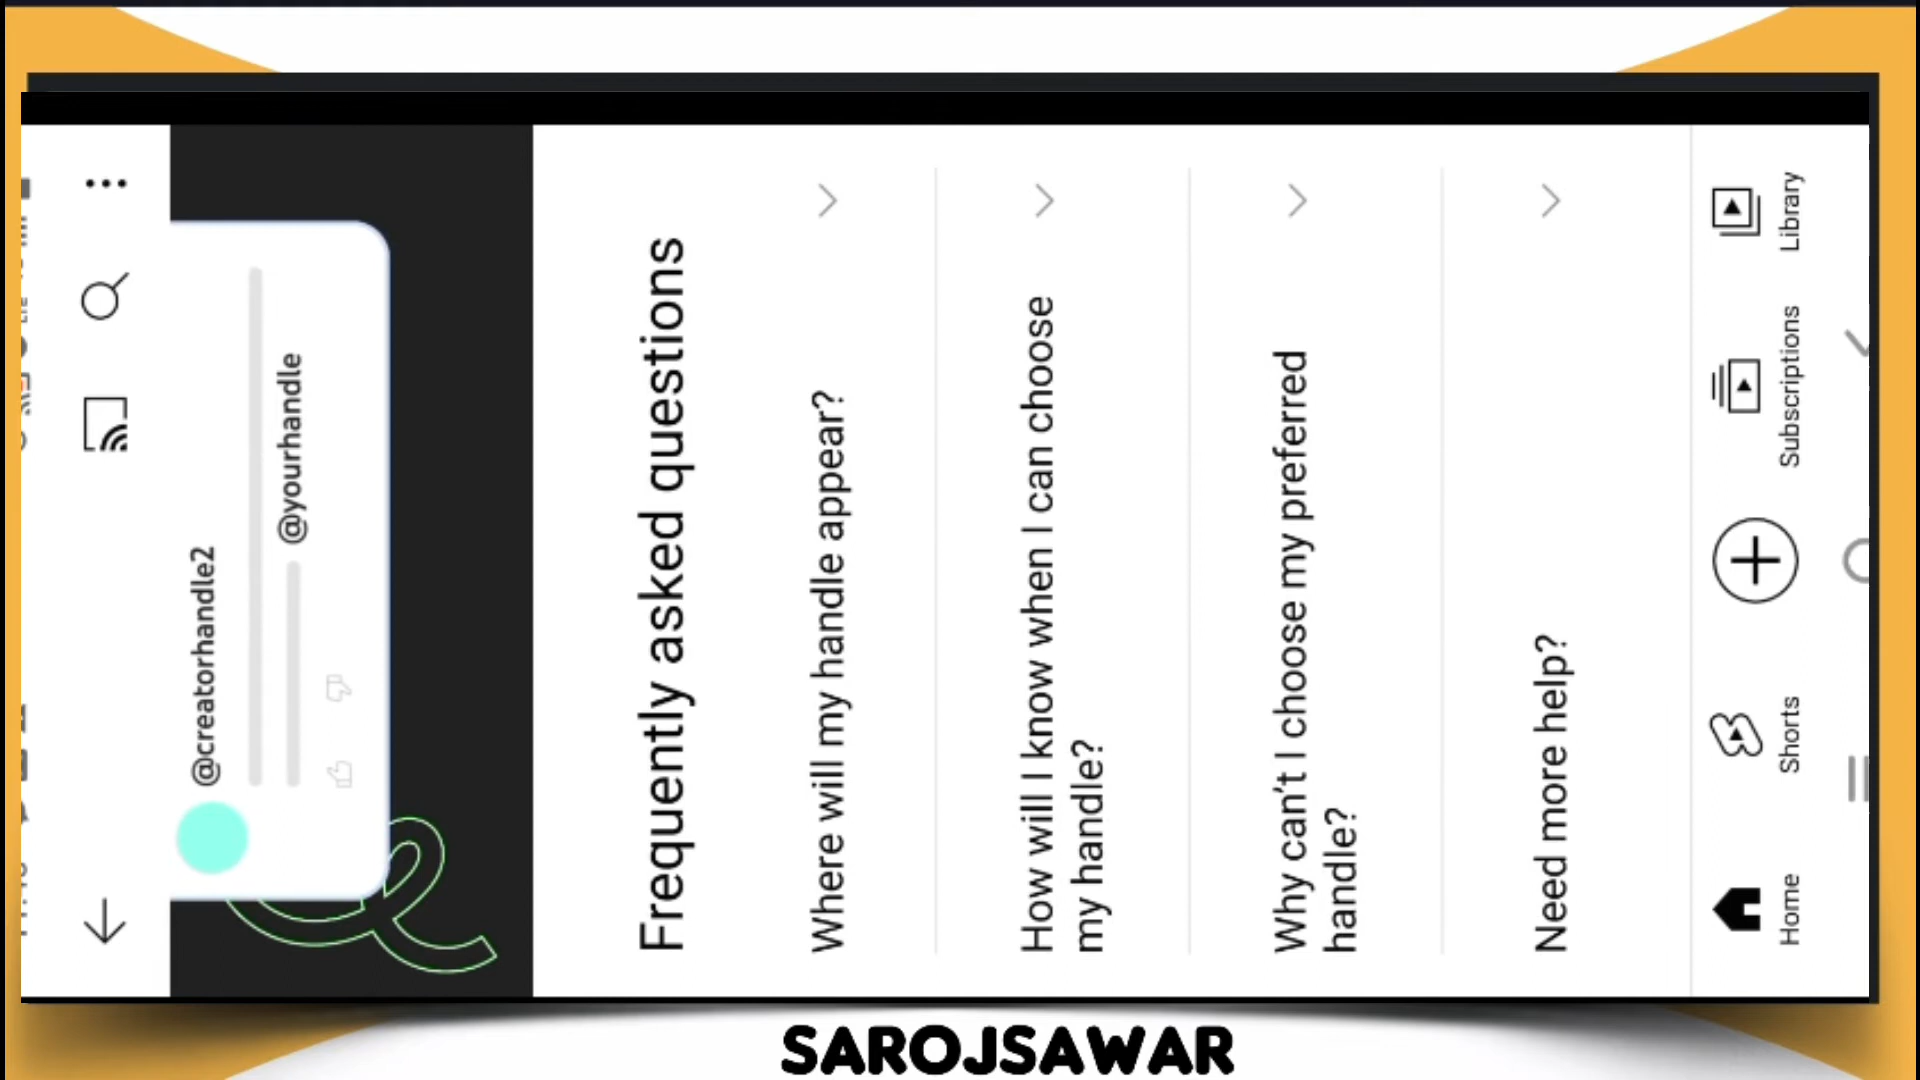 @creatorhandle2
@yourhandle
Frequently asked questions
Where will my handle appear?
How will I know when I can choose
my handle?
Why can't I choose my preferred
handle?
Need more help?
Home
Shorts
Subscriptions
Library
SAROJSAWAR